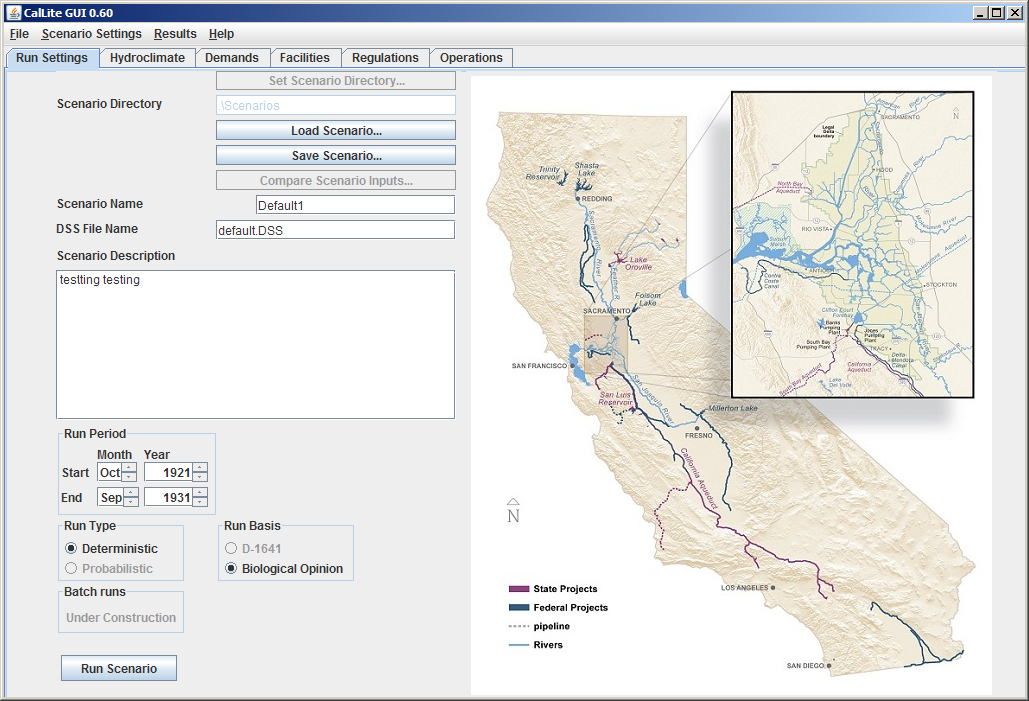 CalLite GUI 0.60
File Scenario Settings Results Help
Run Settings Hydroclimate Demands Facilities Regulations Operations
Set Scenario Directory...
Scenario Directory .\Scenarios
Load Scenario...
Save Scenario...
Compare Scenario Inputs...
Scenario Name Default1
DSS File Name default.DSS
Scenario Description
testting testing
Run Period
Month Year
Start Oct 1921
End Sep 1931
Run Type
Deterministic
Probabilistic
Run Basis
D-1641
Biological Opinion
Batch runs
Under Construction
Run Scenario
Trinity
Reservoir
Shasta
Lake
REDDING
Sacramento River
Feather R.
Lake
Oroville
Folsom
Lake
SACRAMENTO
SAN FRANCISCO
San Joaquin River
San Luis
Reservoir
Millerton Lake
FRESNO
California Aqueduct
LOS ANGELES
SAN DIEGO
N
State Projects
Federal Projects
pipeline
Rivers
American
River
SACRAMENTO
N
Legal
Delta
boundary
Sacramento
HOOD
North Bay
Aqueduct
RIO VISTA
Suisun
Marsh
Mokelumne River
Mokelumne Aqueduct
ANTIOCH
Contra
Costa
Canal
STOCKTON
Clifton Court
Forebay
Banks
Pumping
Plant
Jones
Pumping
Plant
South Bay
Pumping Plant
TRACY
Delta-
Mendota
Canal
California
Aqueduct
South Bay Aqueduct
Lake
Del Valle